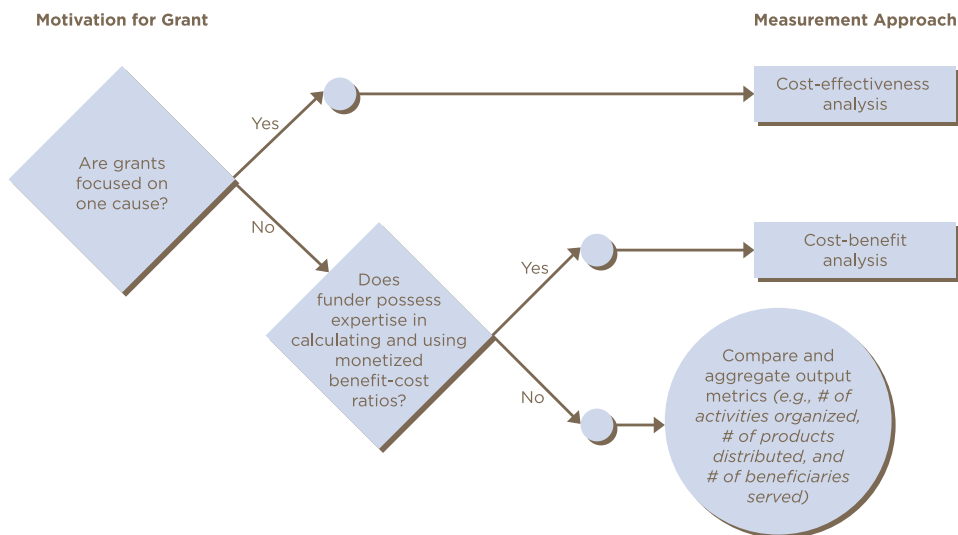 Motivation for Grant
Measurement Approach
Are grants
focused on
one cause?
Yes
Cost-effectiveness
analysis
No
Does
funder possess
expertise in
calculating and using
monetized
benefit-cost
ratios?
Yes
Cost-benefit
analysis
No
Compare and
aggregate output
metrics (e.g., # of
activities organized,
# of products
distributed, and
# of beneficiaries
served)